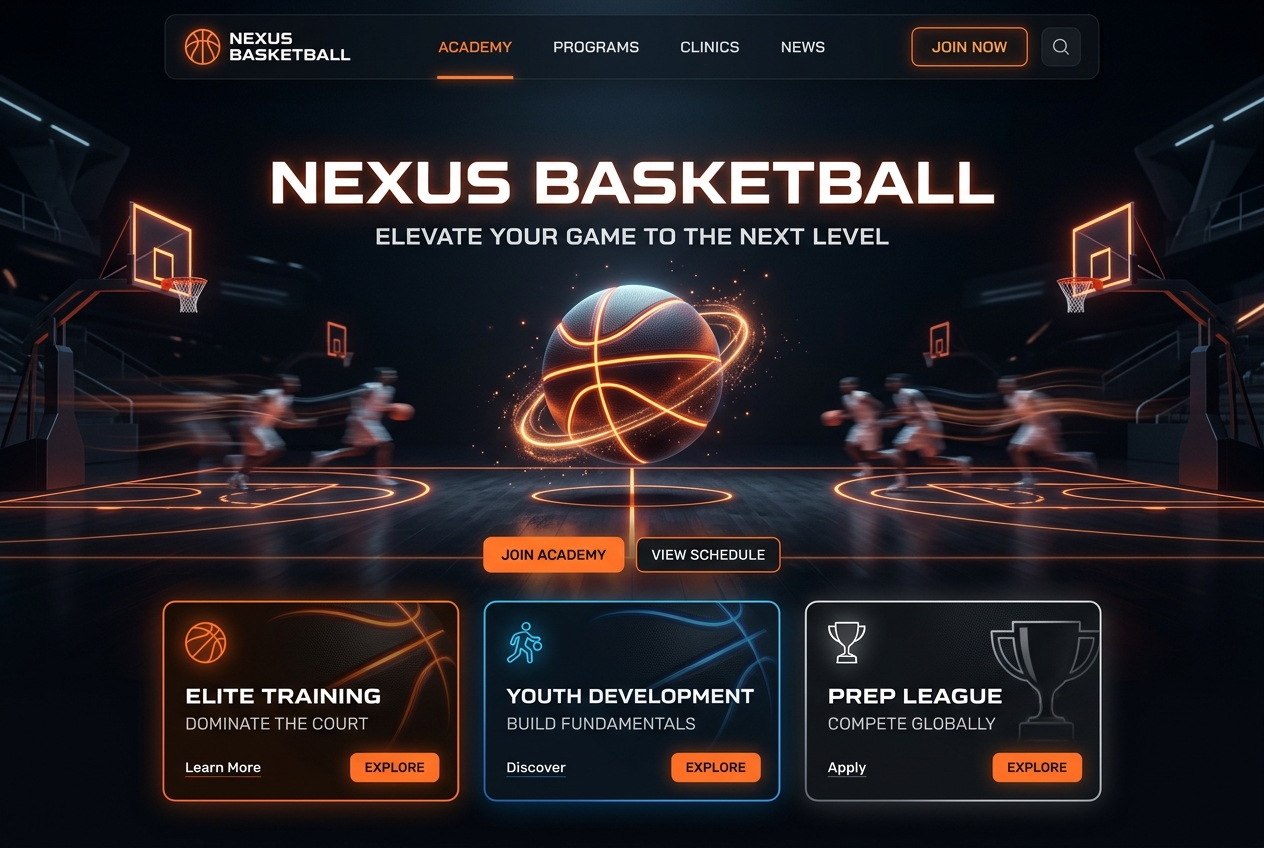 NEXUS
BASKETBALL
ACADEMY
PROGRAMS
CLINICS
NEWS
JOIN NOW
NEXUS BASKETBALL
ELEVATE YOUR GAME TO THE NEXT LEVEL
JOIN ACADEMY
VIEW SCHEDULE
ELITE TRAINING
DOMINATE THE COURT
Learn More
EXPLORE
YOUTH DEVELOPMENT
BUILD FUNDAMENTALS
Discover
EXPLORE
PREP LEAGUE
COMPETE GLOBALLY
Apply
EXPLORE